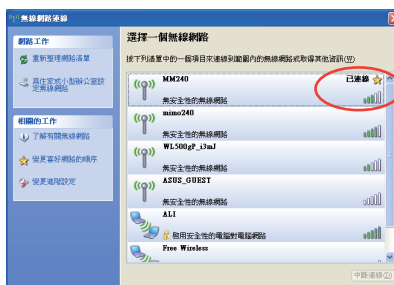 無線網路連線
網路工作
重新整理網路清單
為住家或小型辦公室設
定無線網路
相關的工作
了解有關無線網路
變更喜好網路的順序
變更進階設定
選擇一個無線網路
按下列清單中的一個項目來連線到範圍內的無線網路或取得其他資訊(W)
MM240
已連線
無安全性的無線網路
mimo240
無安全性的無線網路
WL500gP_i3mJ
無安全性的無線網路
ASUS_GUEST
無安全性的無線網路
ALI
啟用安全性的電腦對電腦網路
Free Wireless
中斷連線(D)